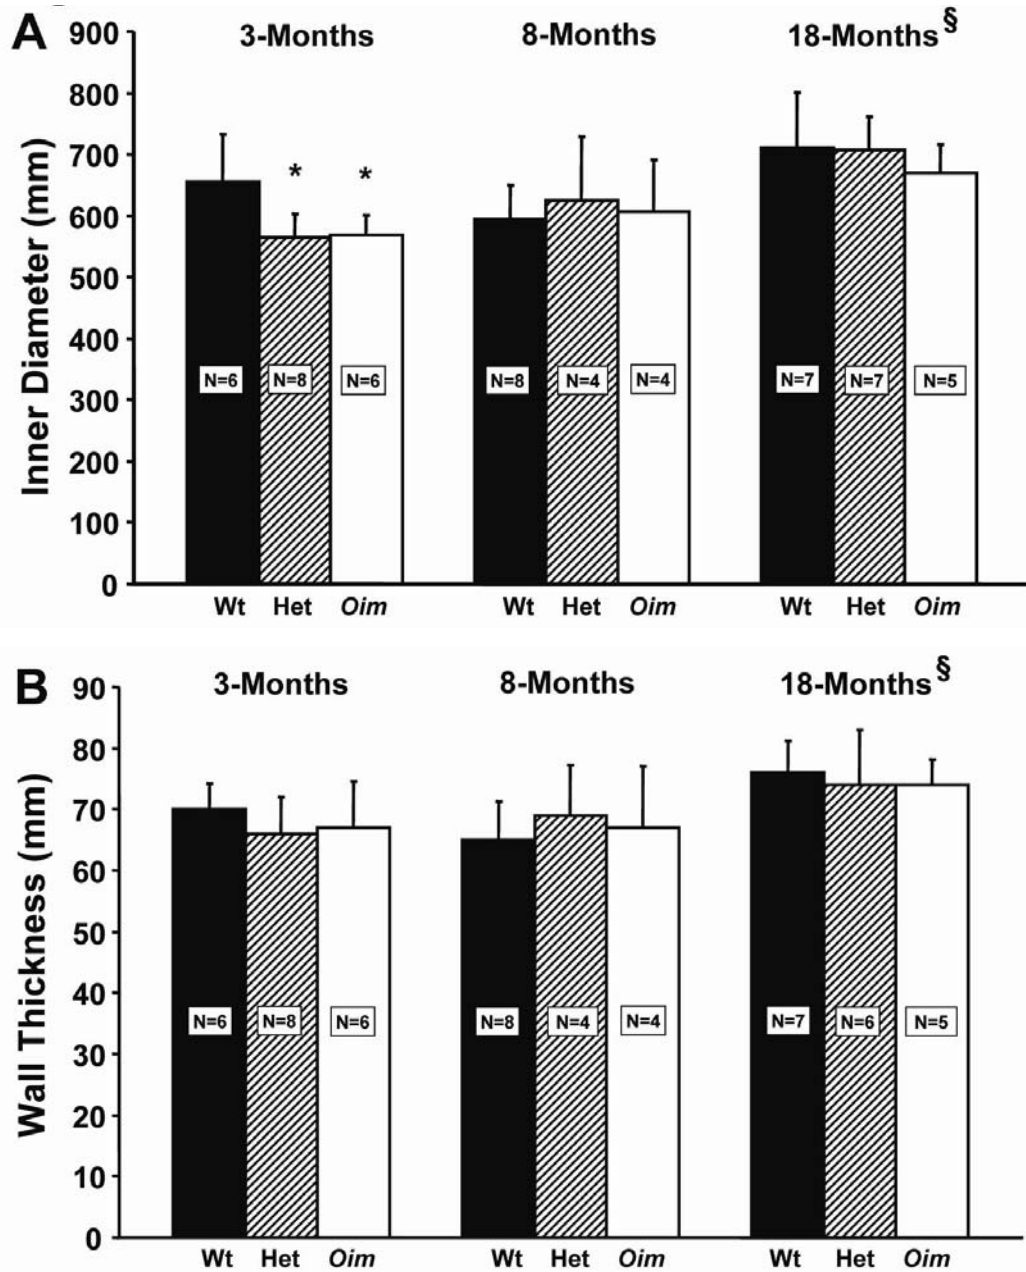 A
3-Months 8-Months 18-Months§
Inner Diameter (mm)
900
800
700
600
500
400
300
200
100
0
* *
N=6 N=8 N=6 N=8 N=4 N=4 N=7 N=7 N=5
Wt Het Oim Wt Het Oim Wt Het Oim
B
3-Months 8-Months 18-Months§
Wall Thickness (mm)
90
80
70
60
50
40
30
20
10
0
N=6 N=8 N=6 N=8 N=4 N=4 N=7 N=6 N=5
Wt Het Oim Wt Het Oim Wt Het Oim